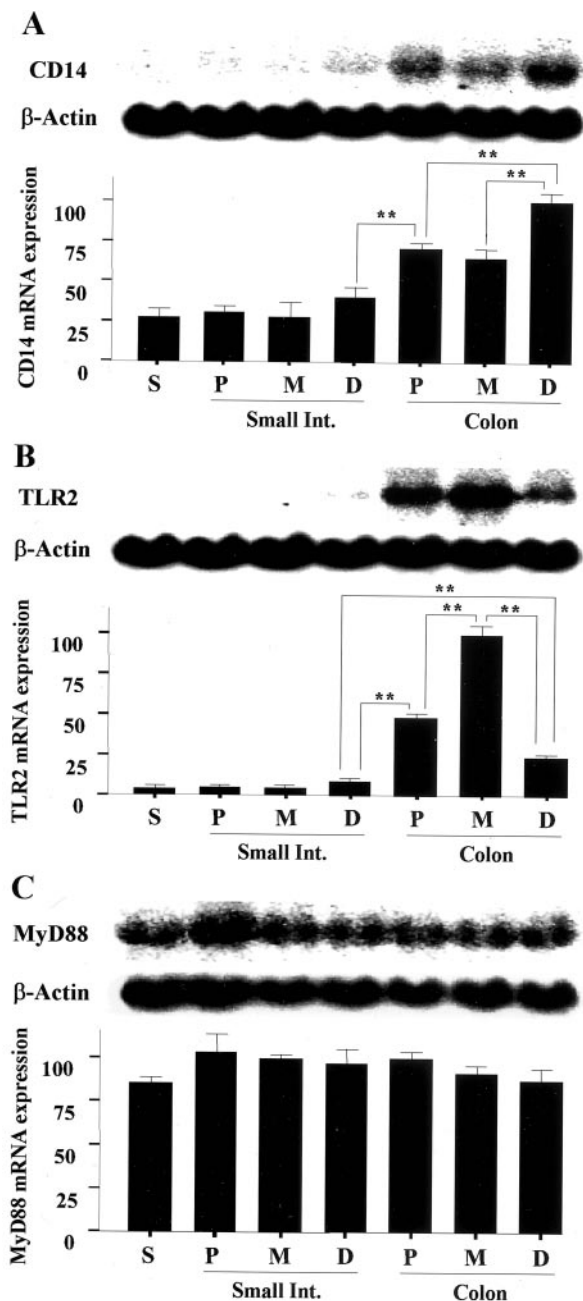 A
CD14
β-Actin
**
**
**
100
75
50
25
0
CD14 mRNA expression
S P M D P M D
Small Int. Colon
B
TLR2
β-Actin
**
** **
**
100
75
50
25
0
TLR2 mRNA expression
S P M D P M D
Small Int. Colon
C
MyD88
β-Actin
100
75
50
25
0
MyD88 mRNA expression
S P M D P M D
Small Int. Colon